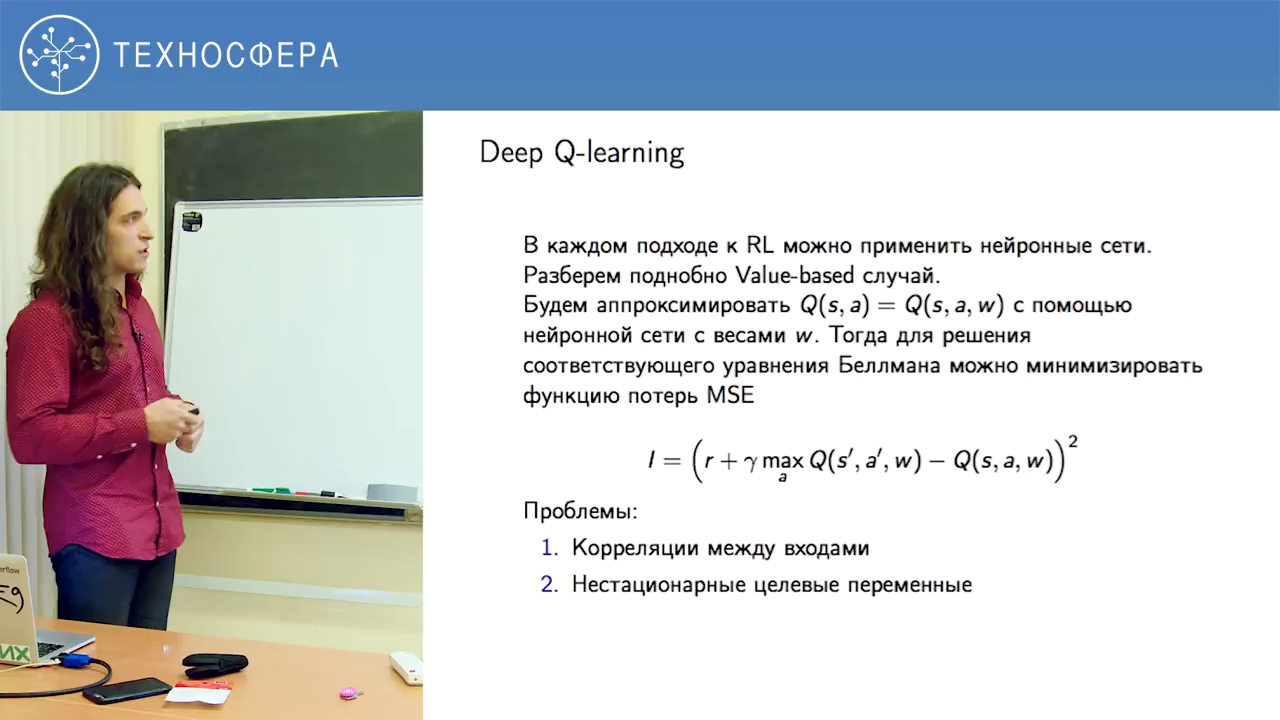 ТЕХНОСФЕРА
Deep Q-learning
В каждом подходе к RL можно применить нейронные сети.
Разберем поднобно Value-based случай.
Будем аппроксимировать Q(s, a) = Q(s, a, w) с помощью
нейронной сети с весами w. Тогда для решения
соответствующего уравнения Беллмана можно минимизировать
функцию потерь MSE
l = (r + γ max_a Q(s′, a′, w) − Q(s, a, w))²
Проблемы:
1. Корреляции между входами
2. Нестационарные целевые переменные
erflow
ИХ